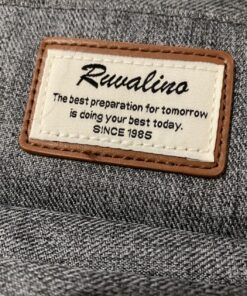 Ruvalino
The best preparation for tomorrow
is doing your best today.
SINCE 1985